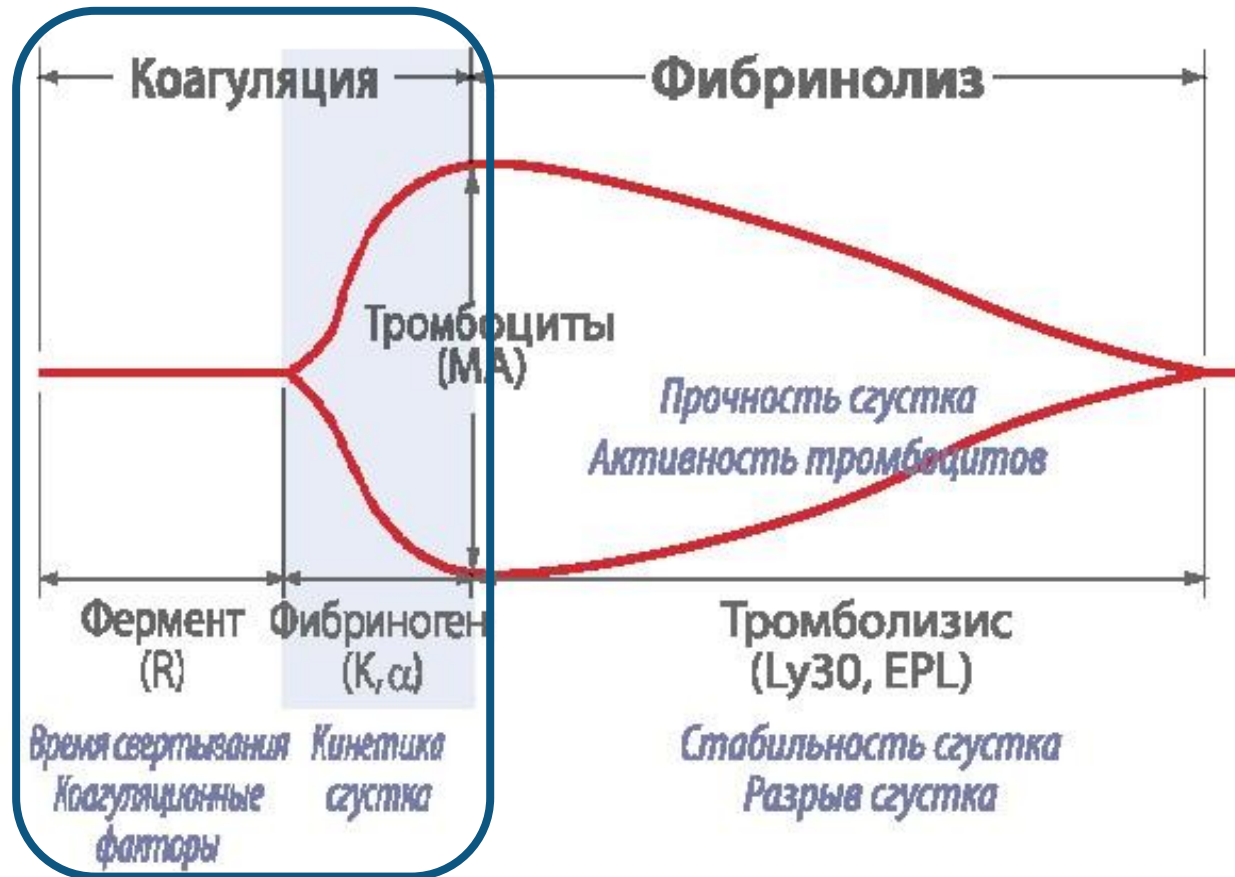 Коагуляция
Фибринолиз
Тромбоциты
(MA)
Прочность сгустка
Активность тромбоцитов
Фермент
(R)
Фибриноген
(K, α)
Тромболизис
(Ly30, EPL)
Время свертывания
Коагуляционные
факторы
Кинетика
сгустка
Стабильность сгустка
Разрыв сгустка